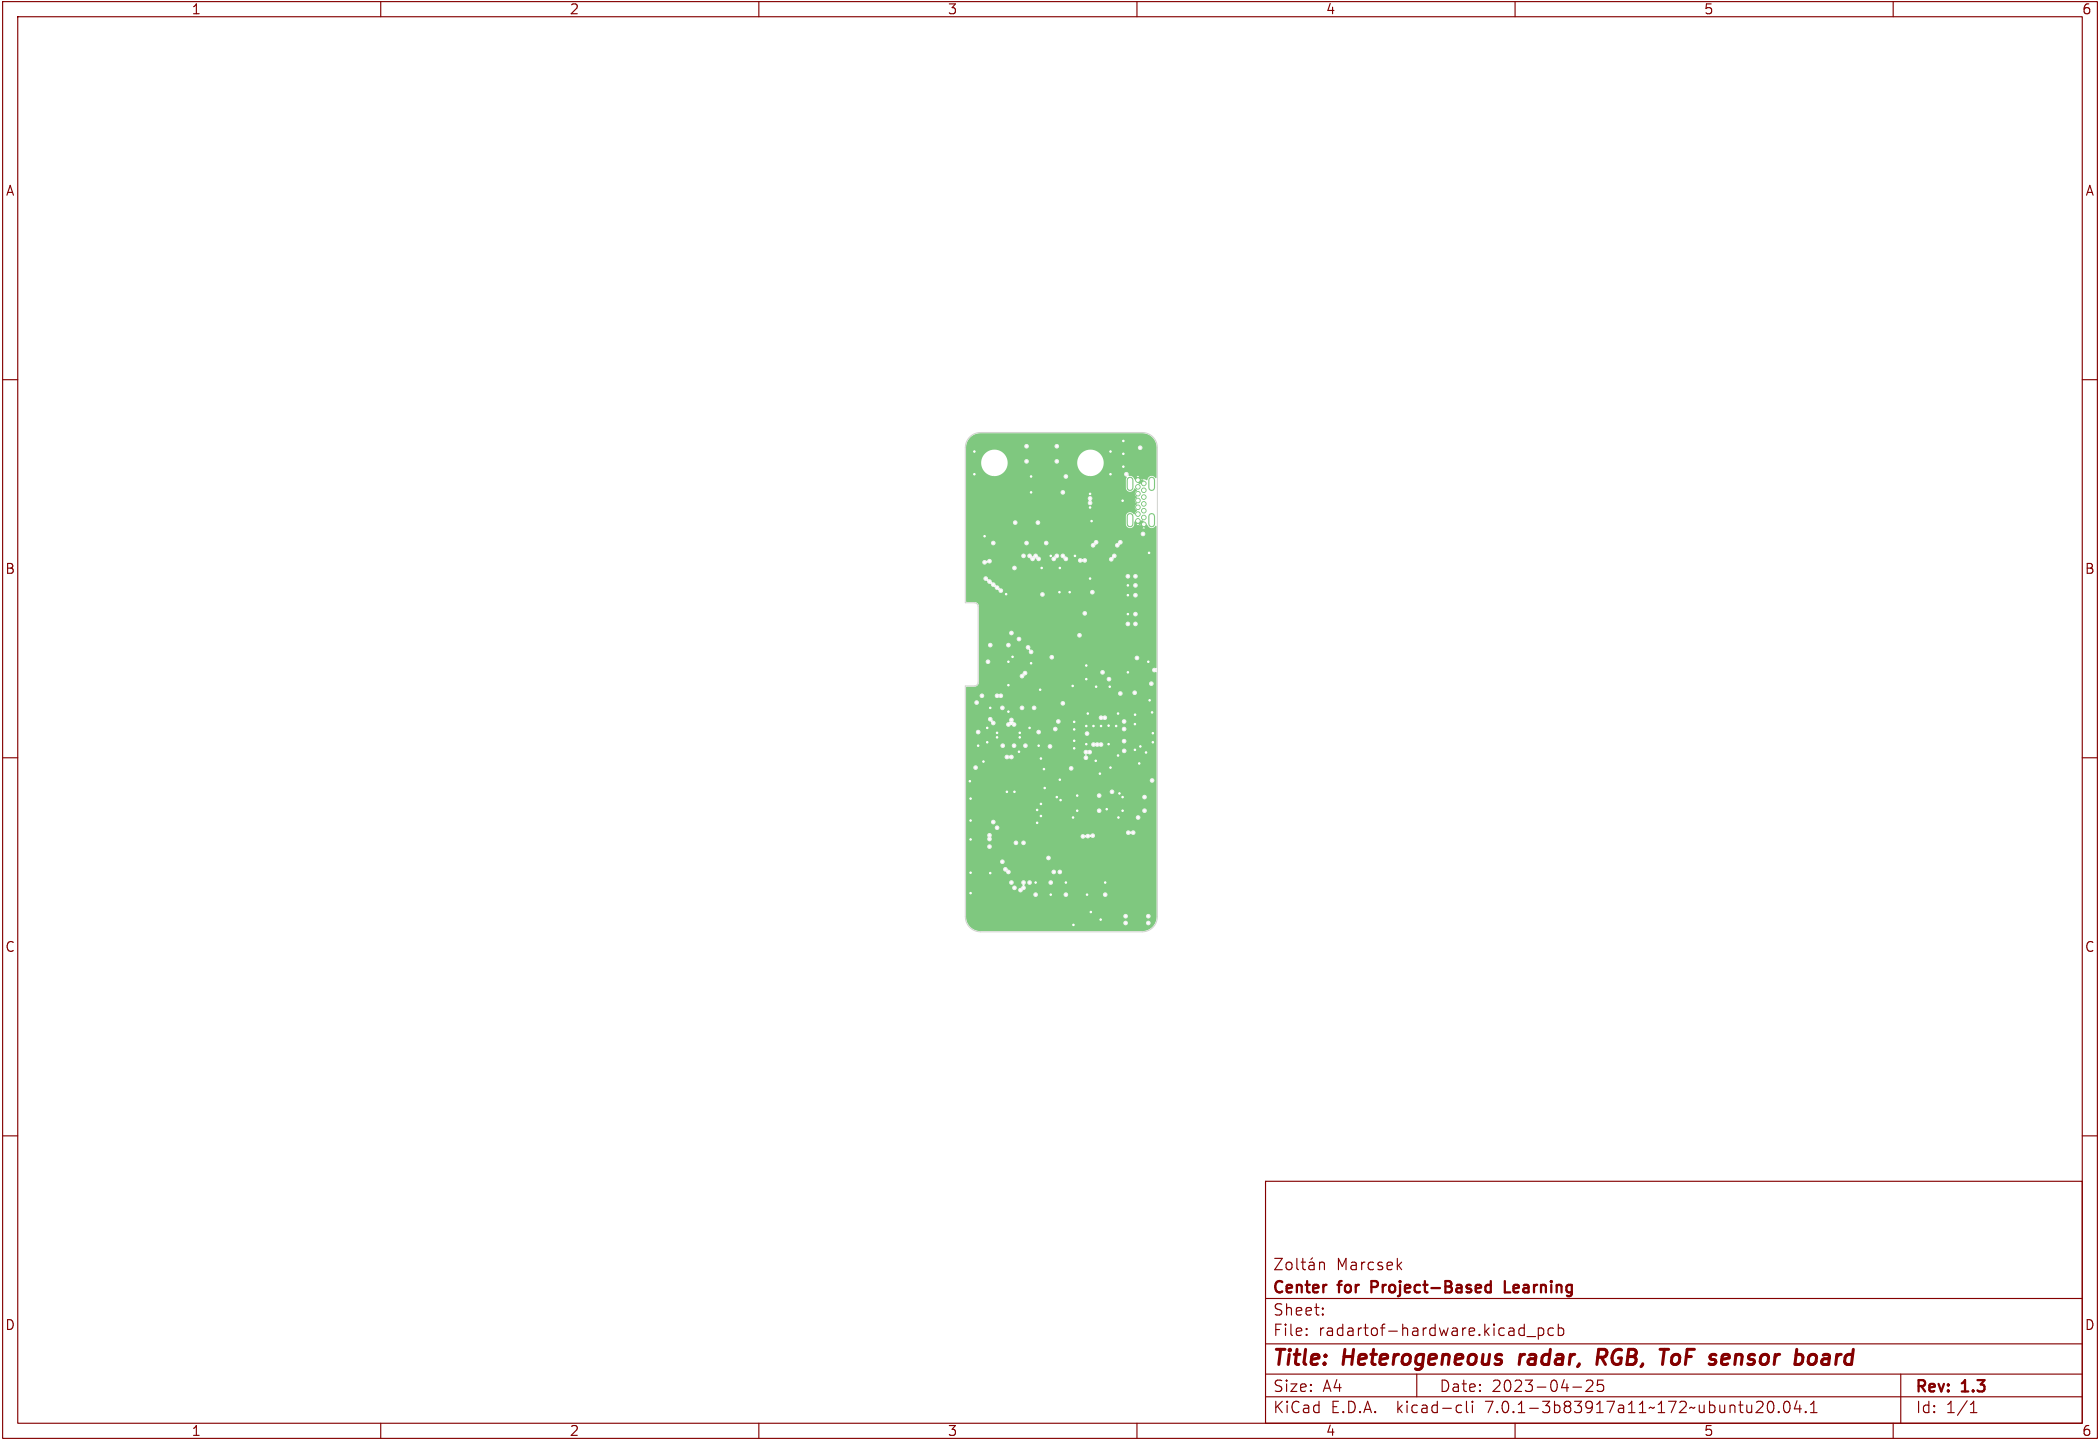 1 2 3 4 5 6
A A
B B
C C
Zoltán Marcsek
Center for Project-Based Learning
Sheet:
File: radartof-hardware.kicad_pcb
D D
Title: Heterogeneous radar, RGB, ToF sensor board
Size: A4 Date: 2023-04-25 Rev: 1.3
KiCad E.D.A. kicad-cli 7.0.1-3b83917a11~172~ubuntu20.04.1 Id: 1/1
1 2 3 4 5 6